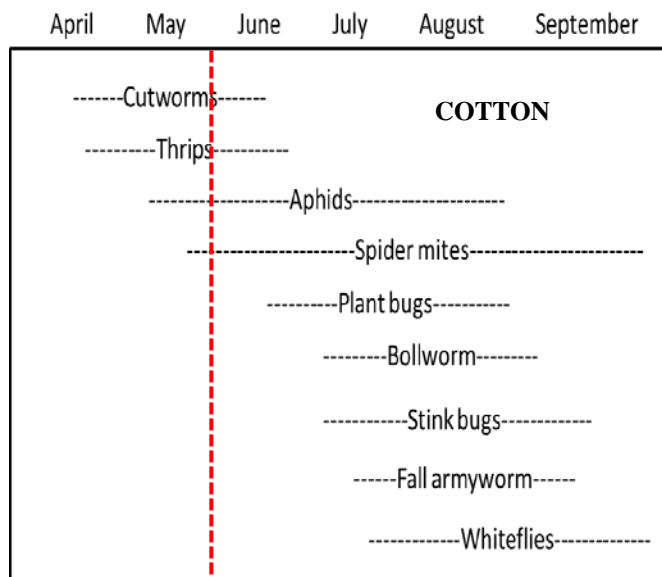 April May June July August September
COTTON
-------Cutworms-------
----------Thrips-----------
--------------------Aphids---------------------
------------------------Spider mites------------------------
----------Plant bugs-----------
---------Bollworm---------
------------Stink bugs-------------
------Fall armyworm------
-------------Whiteflies--------------